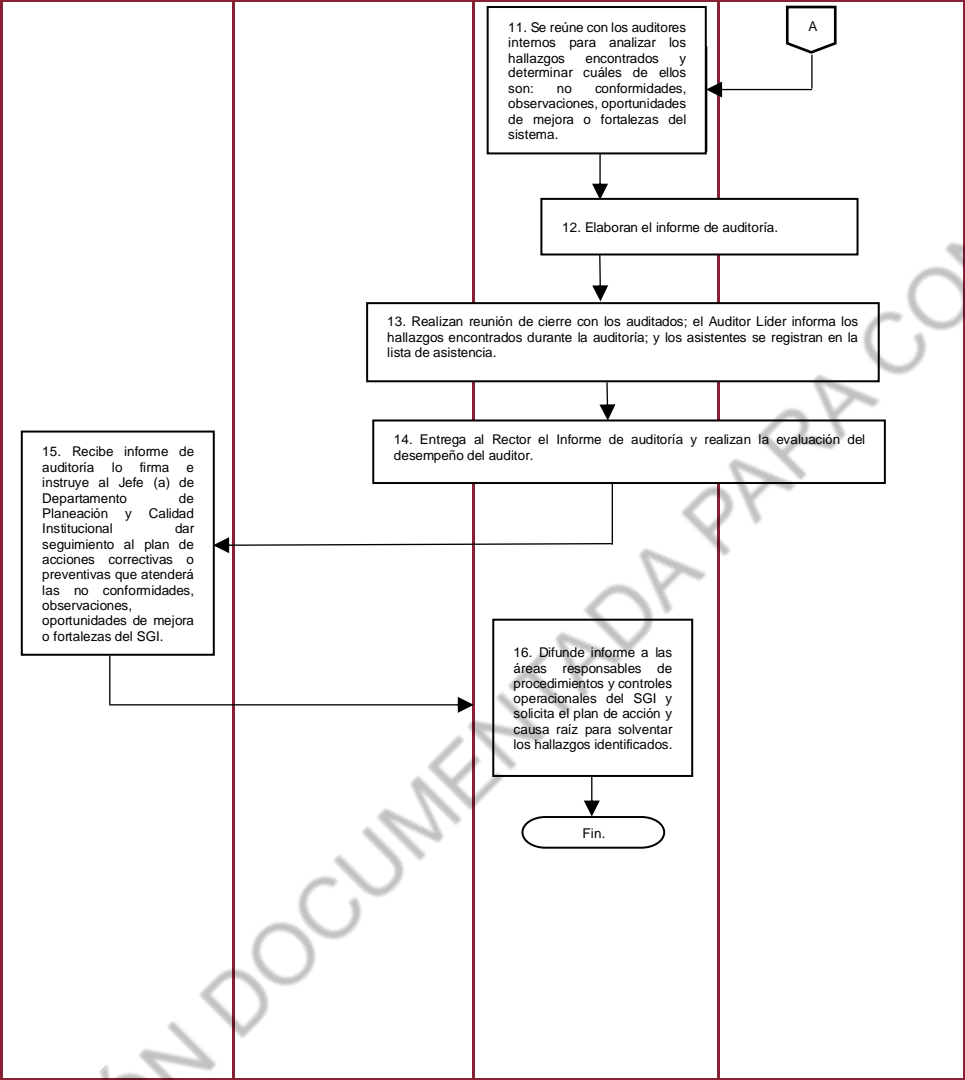 A
11. Se reúne con los auditores
internos para analizar los
hallazgos encontrados y
determinar cuáles de ellos
son: no conformidades,
observaciones, oportunidades
de mejora o fortalezas del
sistema.
12. Elaboran el informe de auditoría.
13. Realizan reunión de cierre con los auditados; el Auditor Líder informa los
hallazgos encontrados durante la auditoría; y los asistentes se registran en la
lista de asistencia.
14. Entrega al Rector el Informe de auditoría y realizan la evaluación del
desempeño del auditor.
15. Recibe informe de
auditoría lo firma e
instruye al Jefe (a) de
Departamento de
Planeación y Calidad
Institucional dar
seguimiento al plan de
acciones correctivas o
preventivas que atenderá
las no conformidades,
observaciones,
oportunidades de mejora
o fortalezas del SGI.
16. Difunde informe a las
áreas responsables de
procedimientos y controles
operacionales del SGI y
solicita el plan de acción y
causa raíz para solventar
los hallazgos identificados.
Fin.
ÓN DOCUMENTADA PARA CON